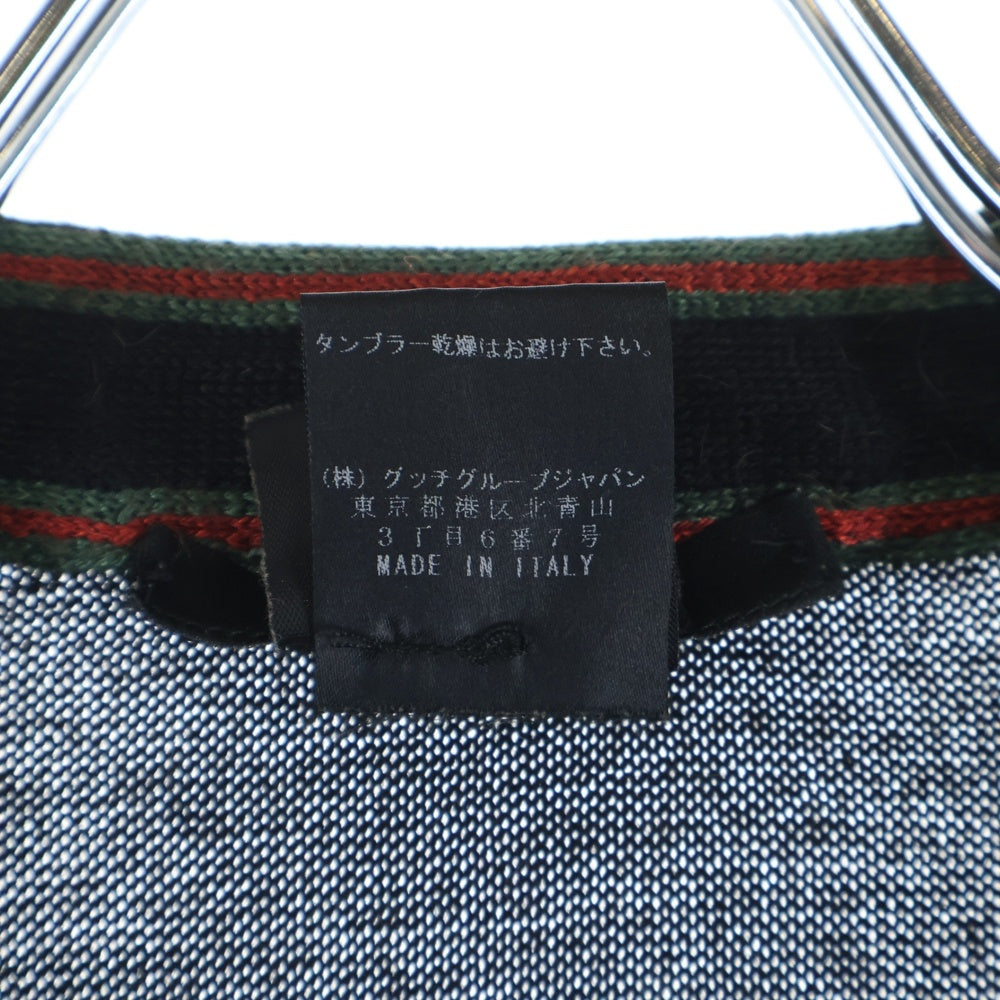 タンブラー乾燥はお避け下さい。
(株) グッチグループジャパン
東京都港区北青山
3丁目6番7号
MADE IN ITALY